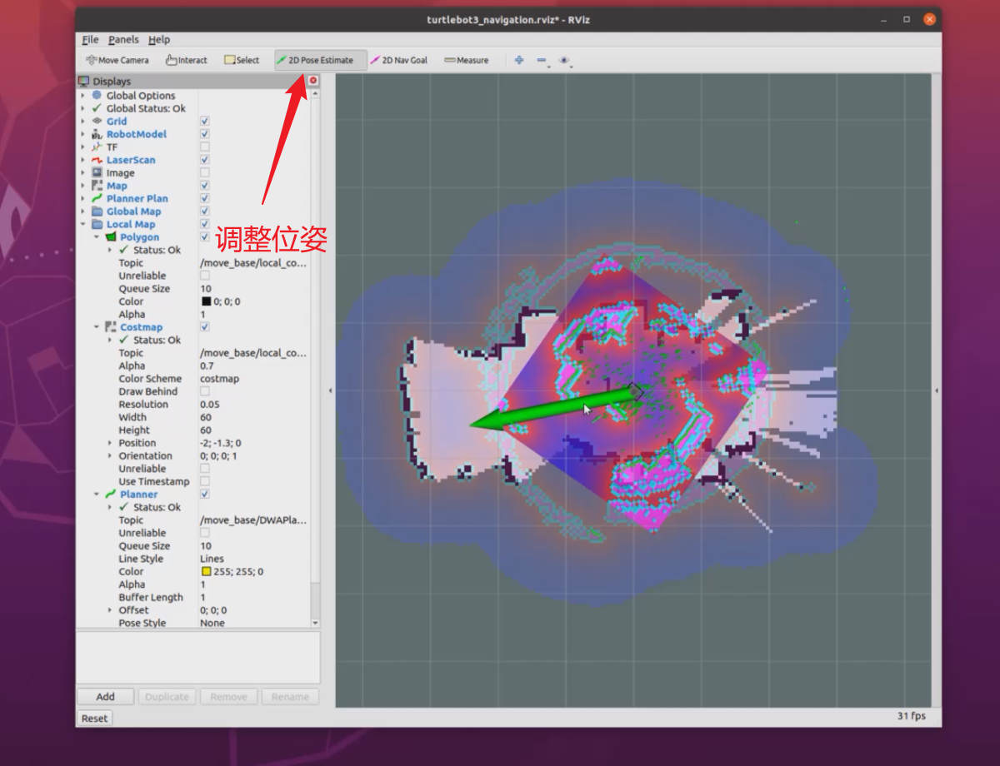 turtlebot3_navigation.rviz* - RViz
File Panels Help
Move Camera Interact Select 2D Pose Estimate 2D Nav Goal Measure
Displays
Global Options
Global Status: Ok
Grid
RobotModel
TF
LaserScan
Image
Map
Planner Plan
Global Map
Local Map
Polygon
调整位姿
Status: Ok
Topic /move_base/local_co...
Unreliable
Queue Size 10
Color 0; 0; 0
Alpha 1
Costmap
Status: Ok
Topic /move_base/local_co...
Alpha 0.7
Color Scheme costmap
Draw Behind
Resolution 0.05
Width 60
Height 60
Position -2; -1.3; 0
Orientation 0; 0; 0; 1
Unreliable
Use Timestamp
Planner
Status: Ok
Topic /move_base/DWAPla...
Unreliable
Queue Size 10
Line Style Lines
Color 255; 255; 0
Alpha 1
Buffer Length 1
Offset 0; 0; 0
Pose Style None
Add Duplicate Remove Rename
Reset
31 fps